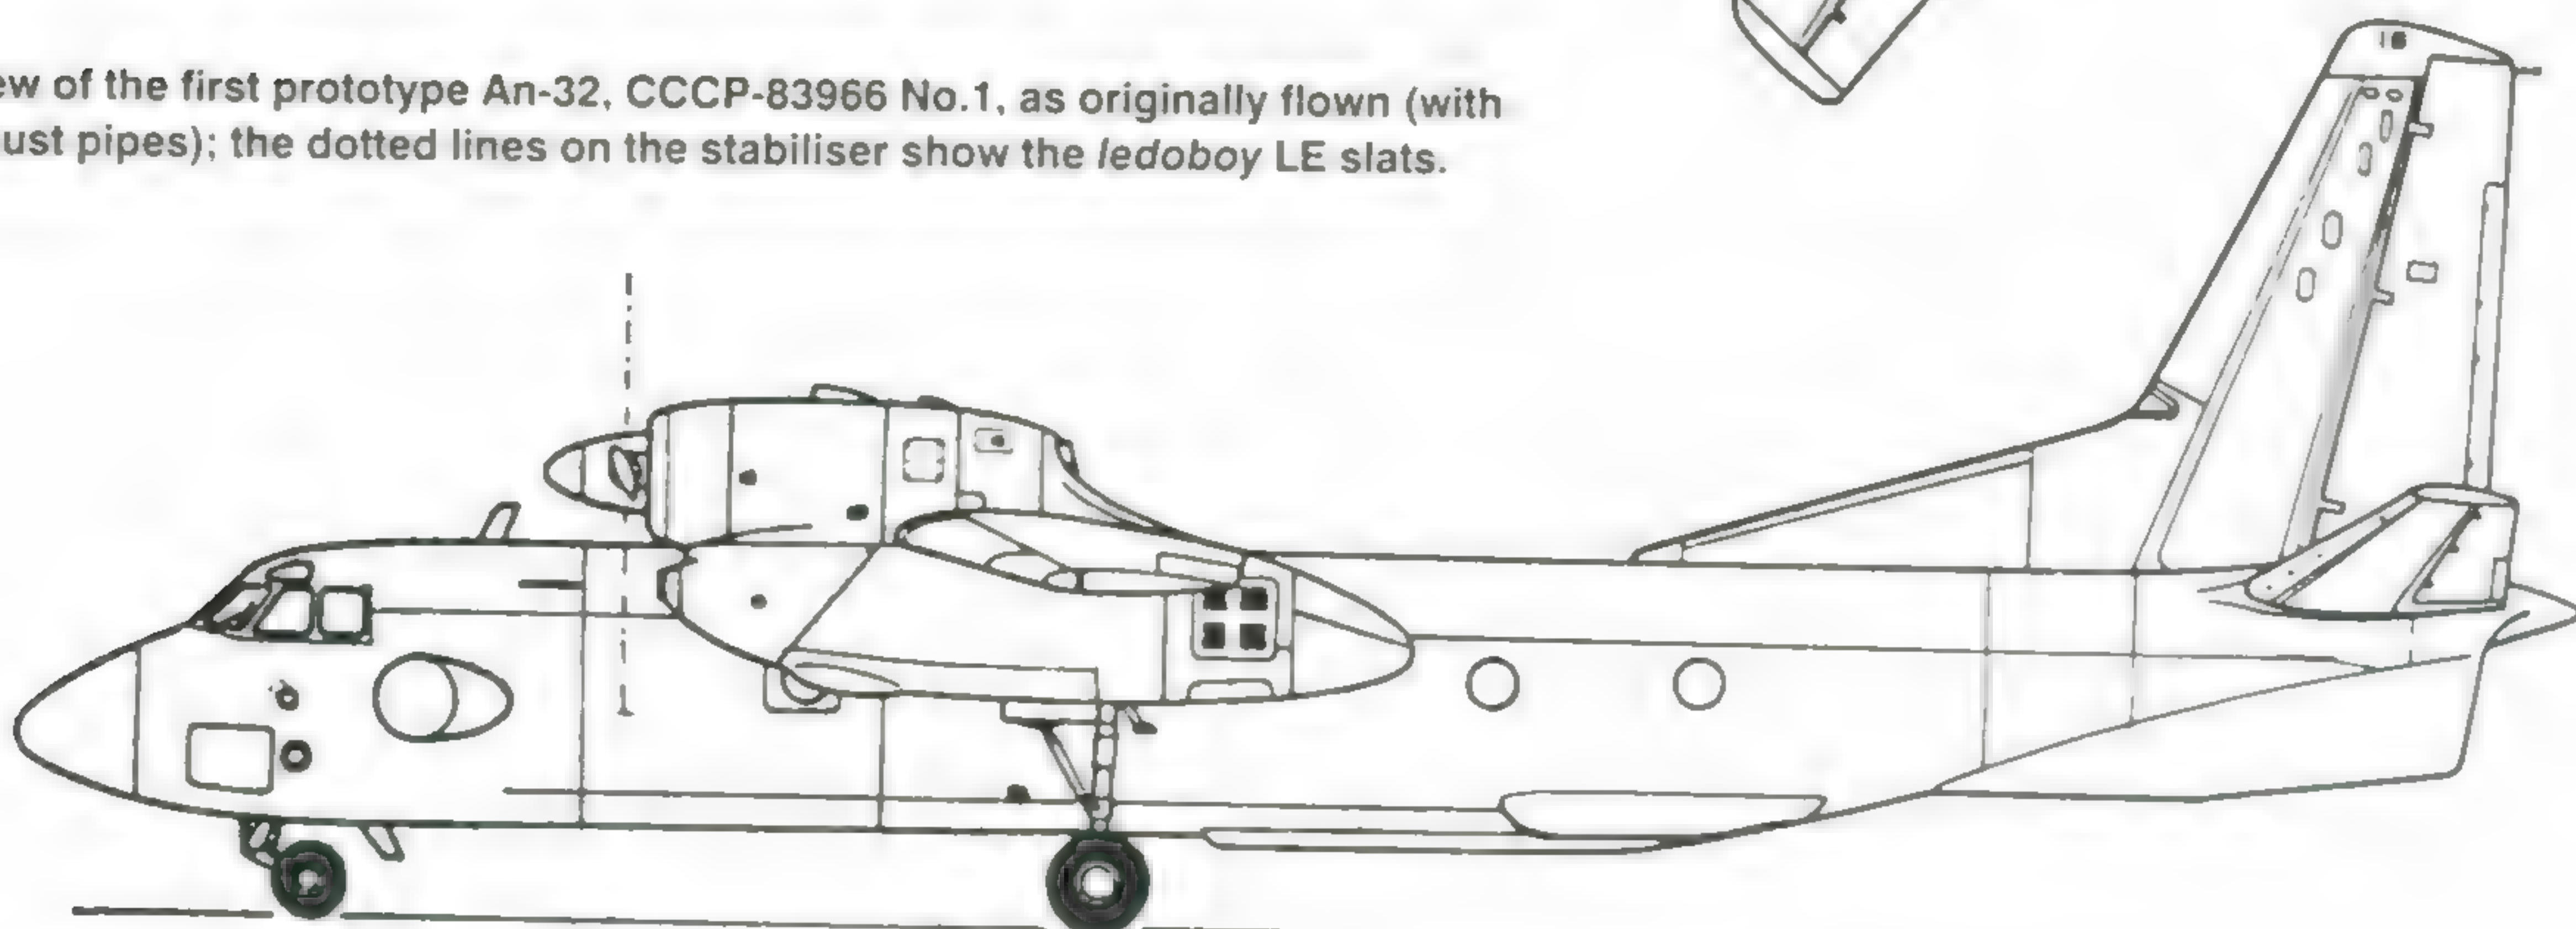 ew of the first prototype An-32, CCCP-83966 No.1, as originally flown (with
ust pipes); the dotted lines on the stabiliser show the ledoboy LE slats.